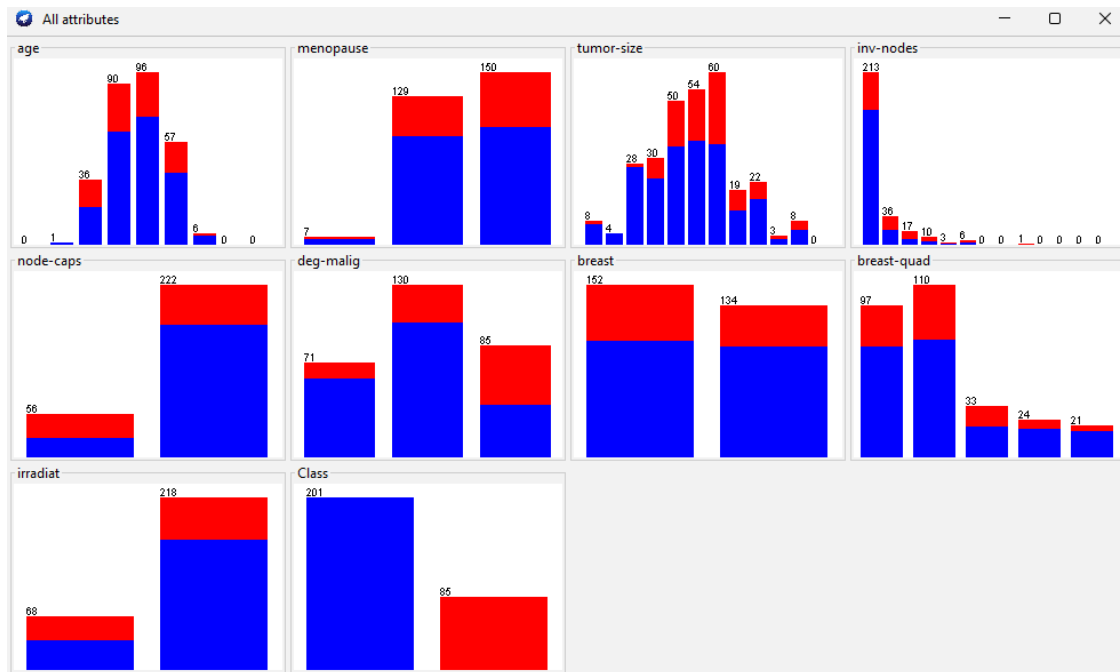 All attributes
age
0 1 36 90 96 57 6 0 0
menopause
7 129 150
tumor-size
8 4 28 30 50 54 60 19 22 3 8 0
inv-nodes
213 36 17 10 3 6 0 0 1 0 0 0 0
node-caps
56 222
deg-malig
71 130 85
breast
152 134
breast-quad
97 110 33 24 21
irradiat
68 218
Class
201 85